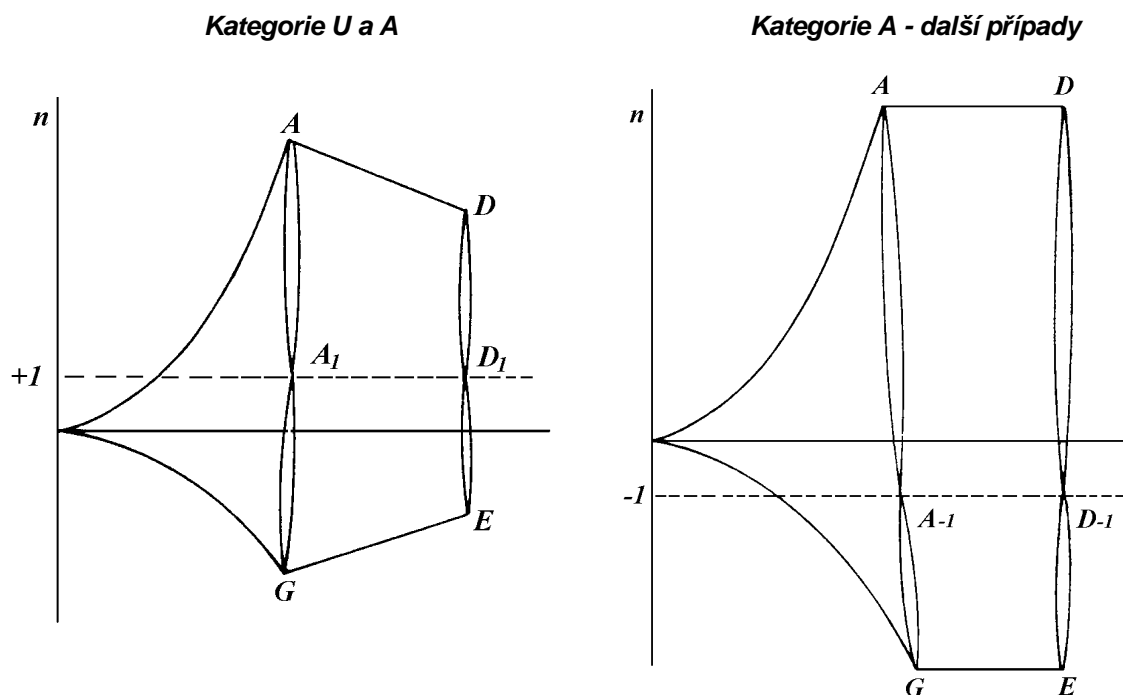 Kategorie U a A
n
A
D
+1
A1
D1
E
G
Kategorie A - další případy
A
D
n
-1
A-1
D-1
G
E